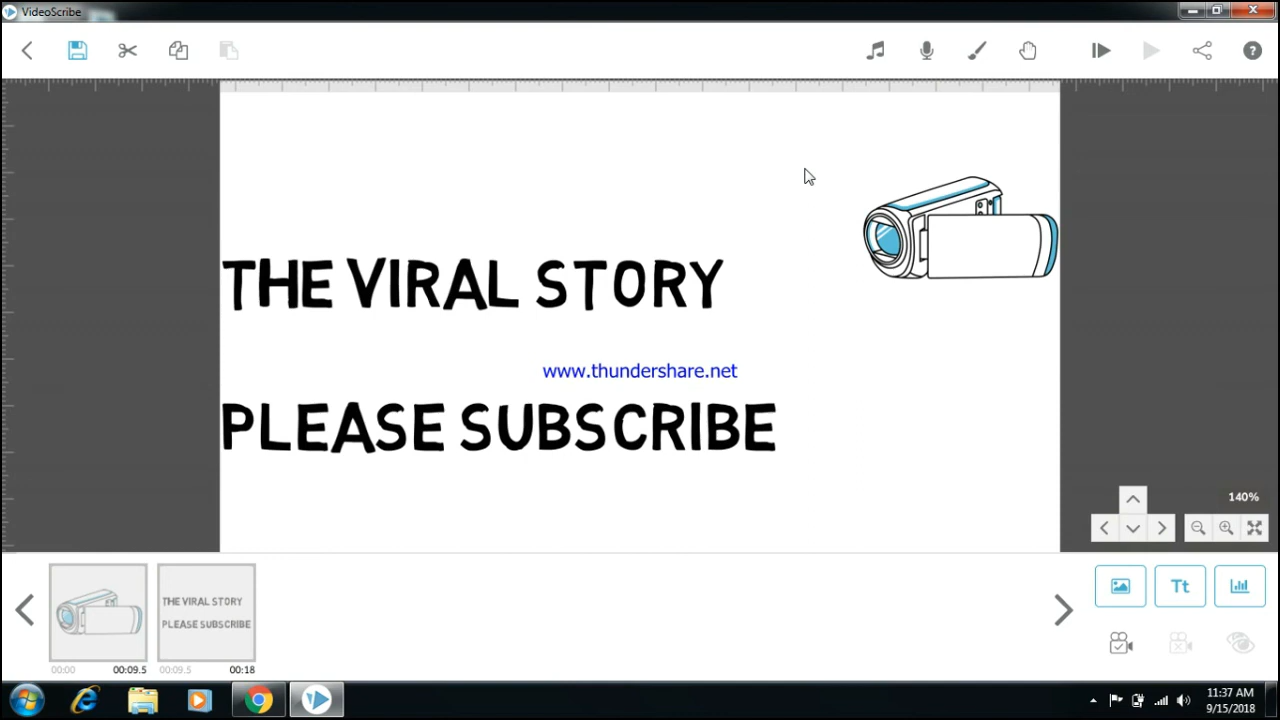 VideoScribe
THE VIRAL STORY
www.thundershare.net
PLEASE SUBSCRIBE
140%
THE VIRAL STORY
PLEASE SUBSCRIBE
Tt
00:00 00:09.5 00:09.5 00:18
11:37 AM
9/15/2018